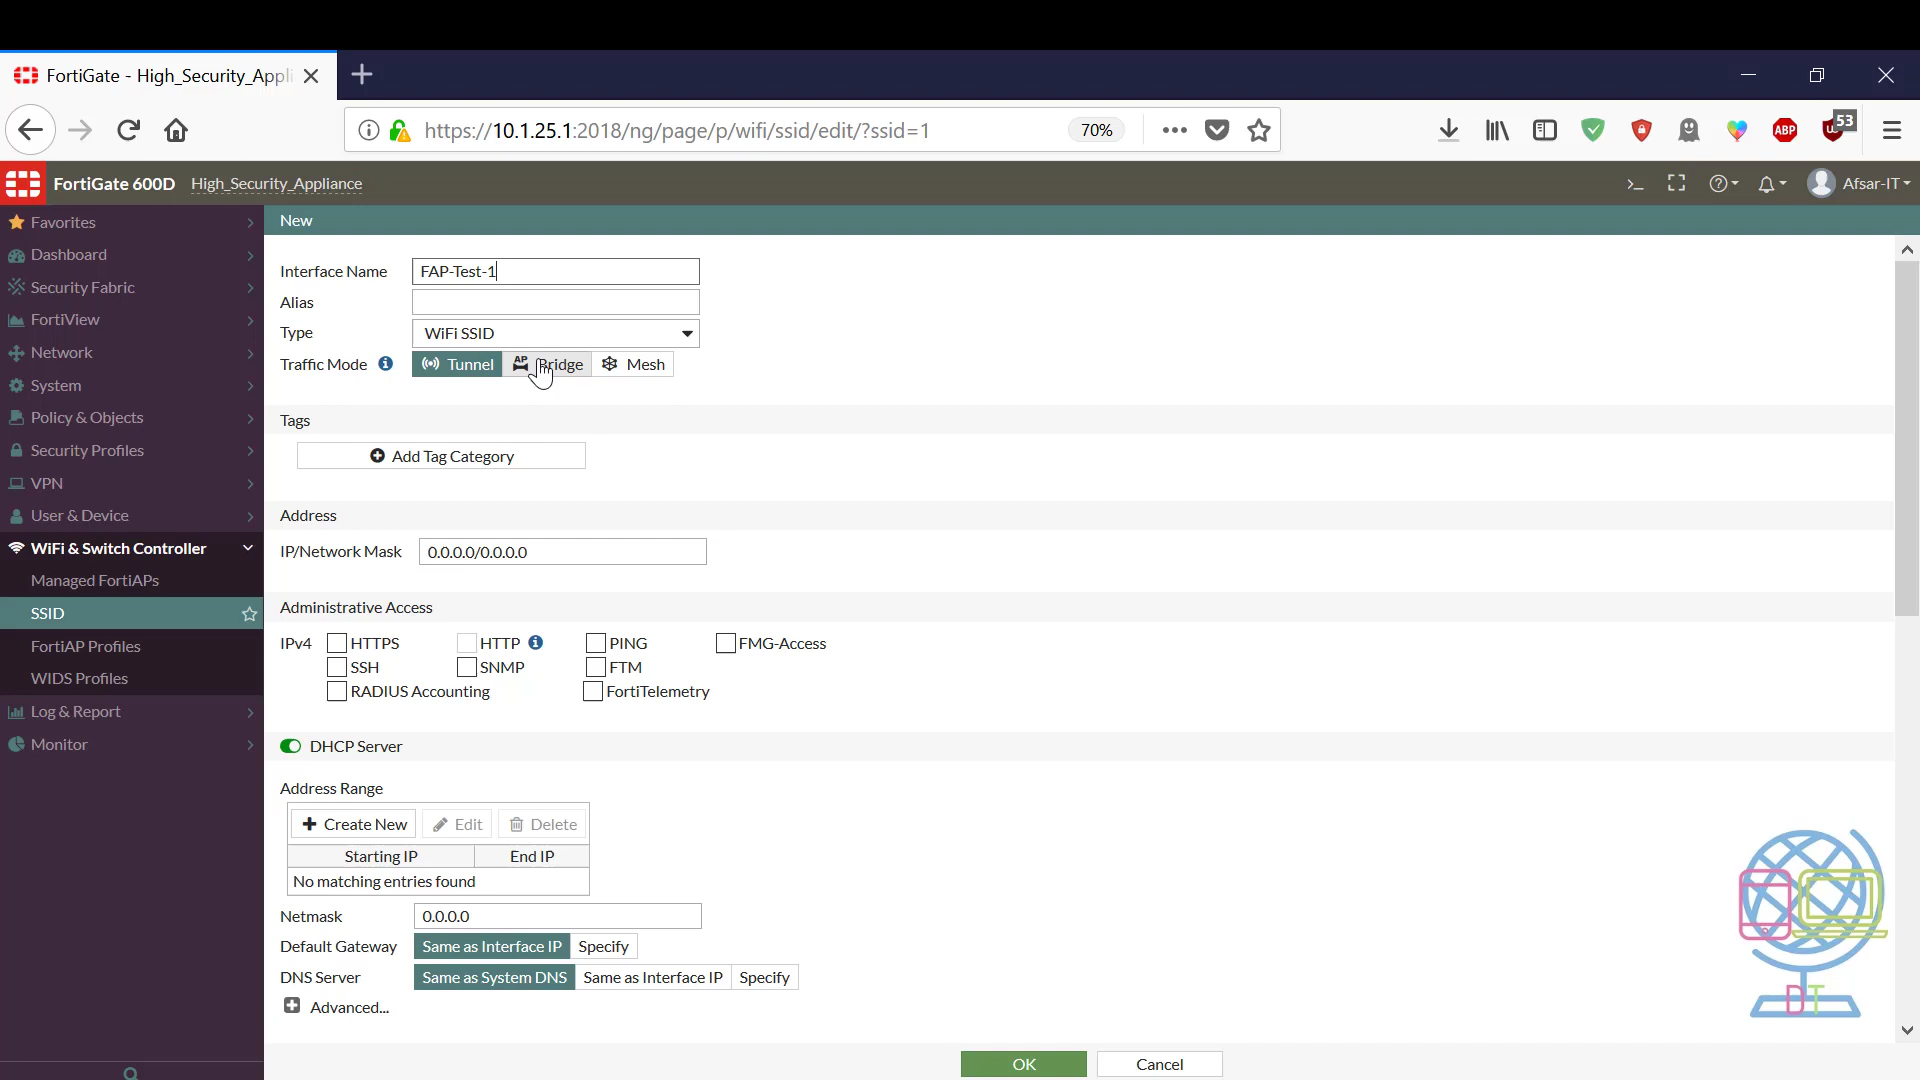 FortiGate - High_Security_Appli
https://10.1.25.1:2018/ng/page/p/wifi/ssid/edit/?ssid=1
70%
ABP
53
FortiGate 600D High_Security_Appliance
Afsar-IT
Favorites
Dashboard
Security Fabric
FortiView
Network
System
Policy & Objects
Security Profiles
VPN
User & Device
WiFi & Switch Controller
Managed FortiAPs
SSID
FortiAP Profiles
WIDS Profiles
Log & Report
Monitor
New
Interface Name FAP-Test-1
Alias
Type WiFi SSID
Traffic Mode Tunnel AP Bridge Mesh
Tags
Add Tag Category
Address
IP/Network Mask 0.0.0.0/0.0.0.0
Administrative Access
IPv4 HTTPS HTTP PING FMG-Access
SSH SNMP FTM
RADIUS Accounting FortiTelemetry
DHCP Server
Address Range
Create New Edit Delete
Starting IP End IP
No matching entries found
Netmask 0.0.0.0
Default Gateway Same as Interface IP Specify
DNS Server Same as System DNS Same as Interface IP Specify
Advanced...
DT
OK Cancel